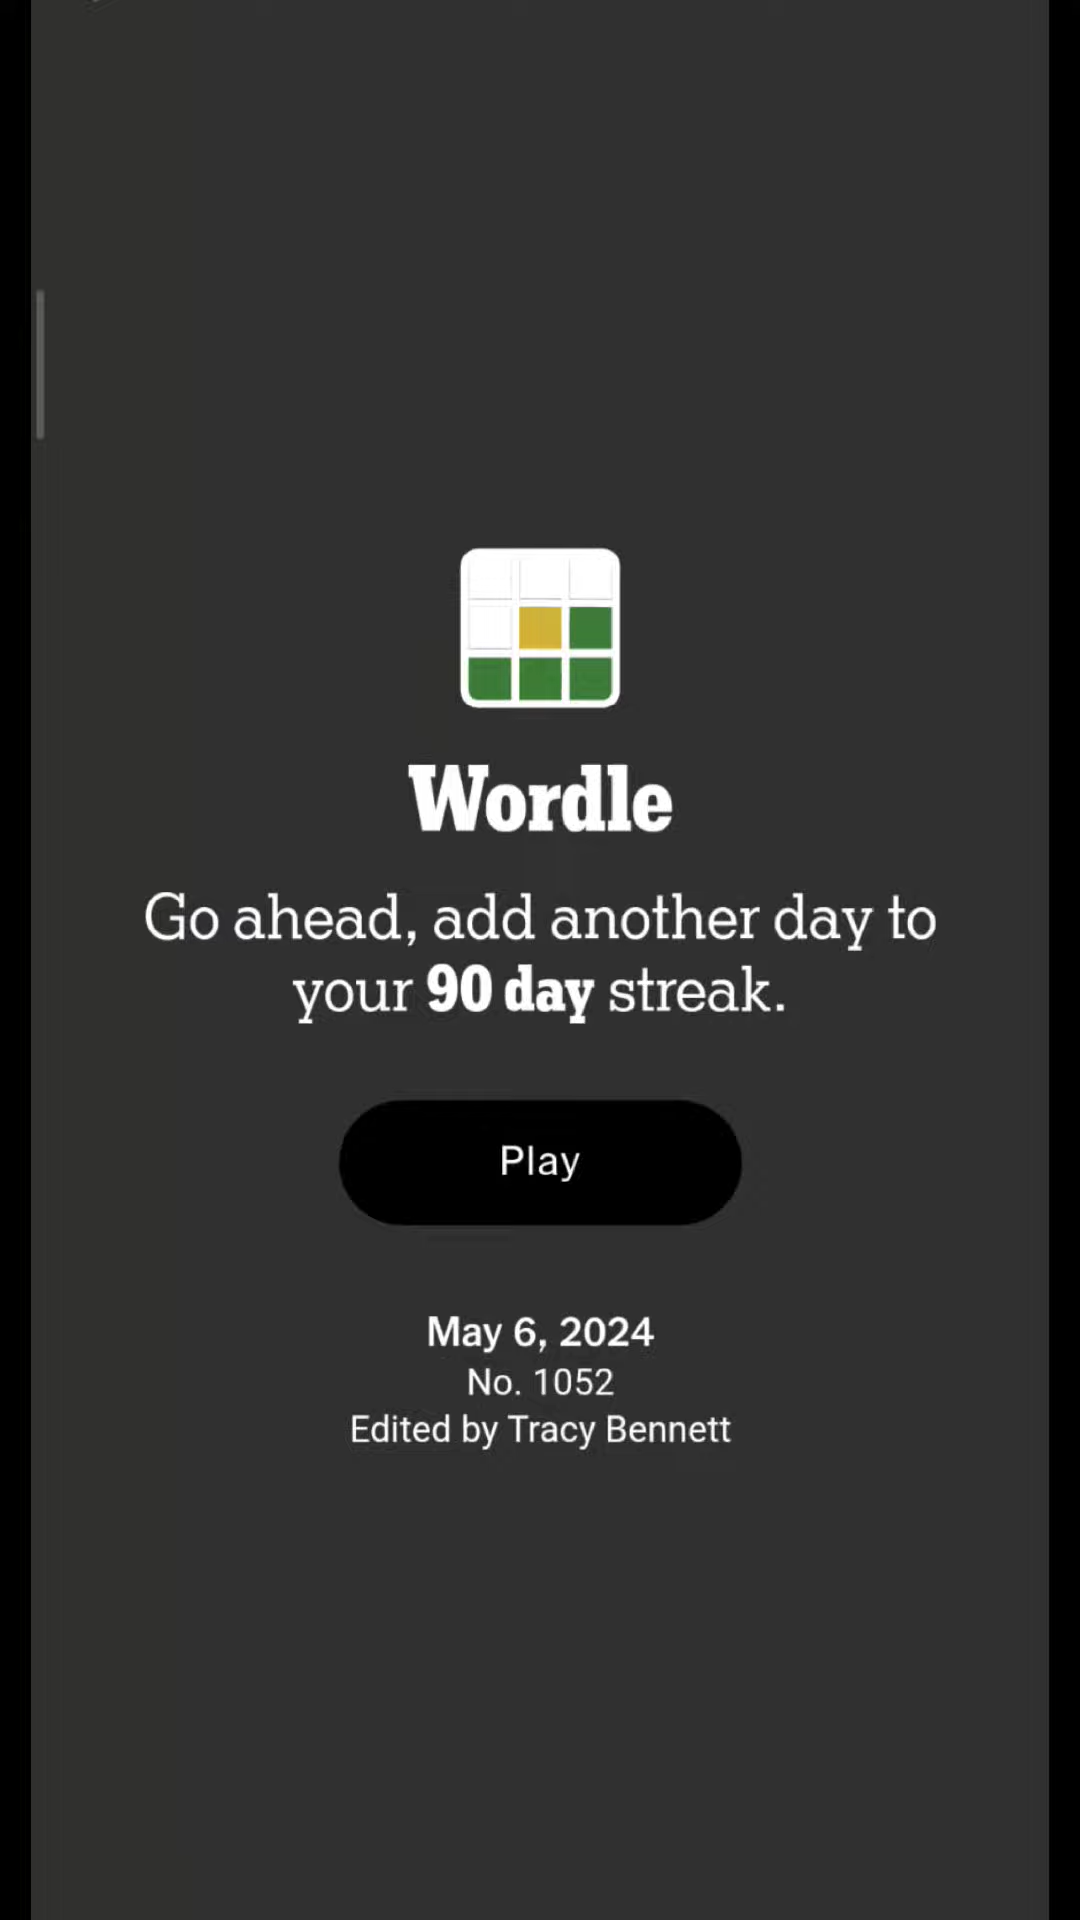 Wordle
Go ahead, add another day to
your 90 day streak.
Play
May 6, 2024
No. 1052
Edited by Tracy Bennett